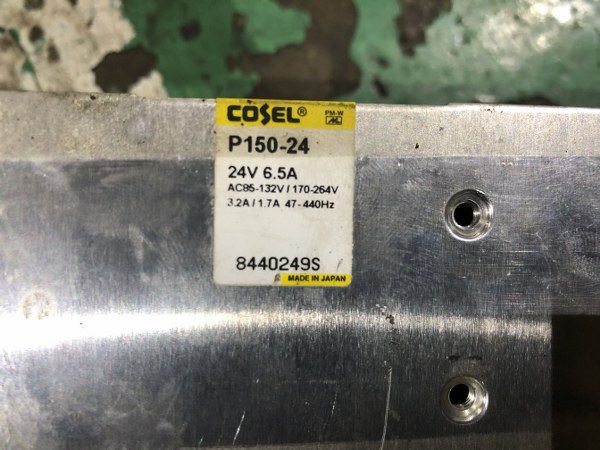 COSEL®
PM-W
P150-24
24V 6.5A
AC85-132V / 170-264V
3.2A / 1.7A 47-440Hz
8440249S
MADE IN JAPAN